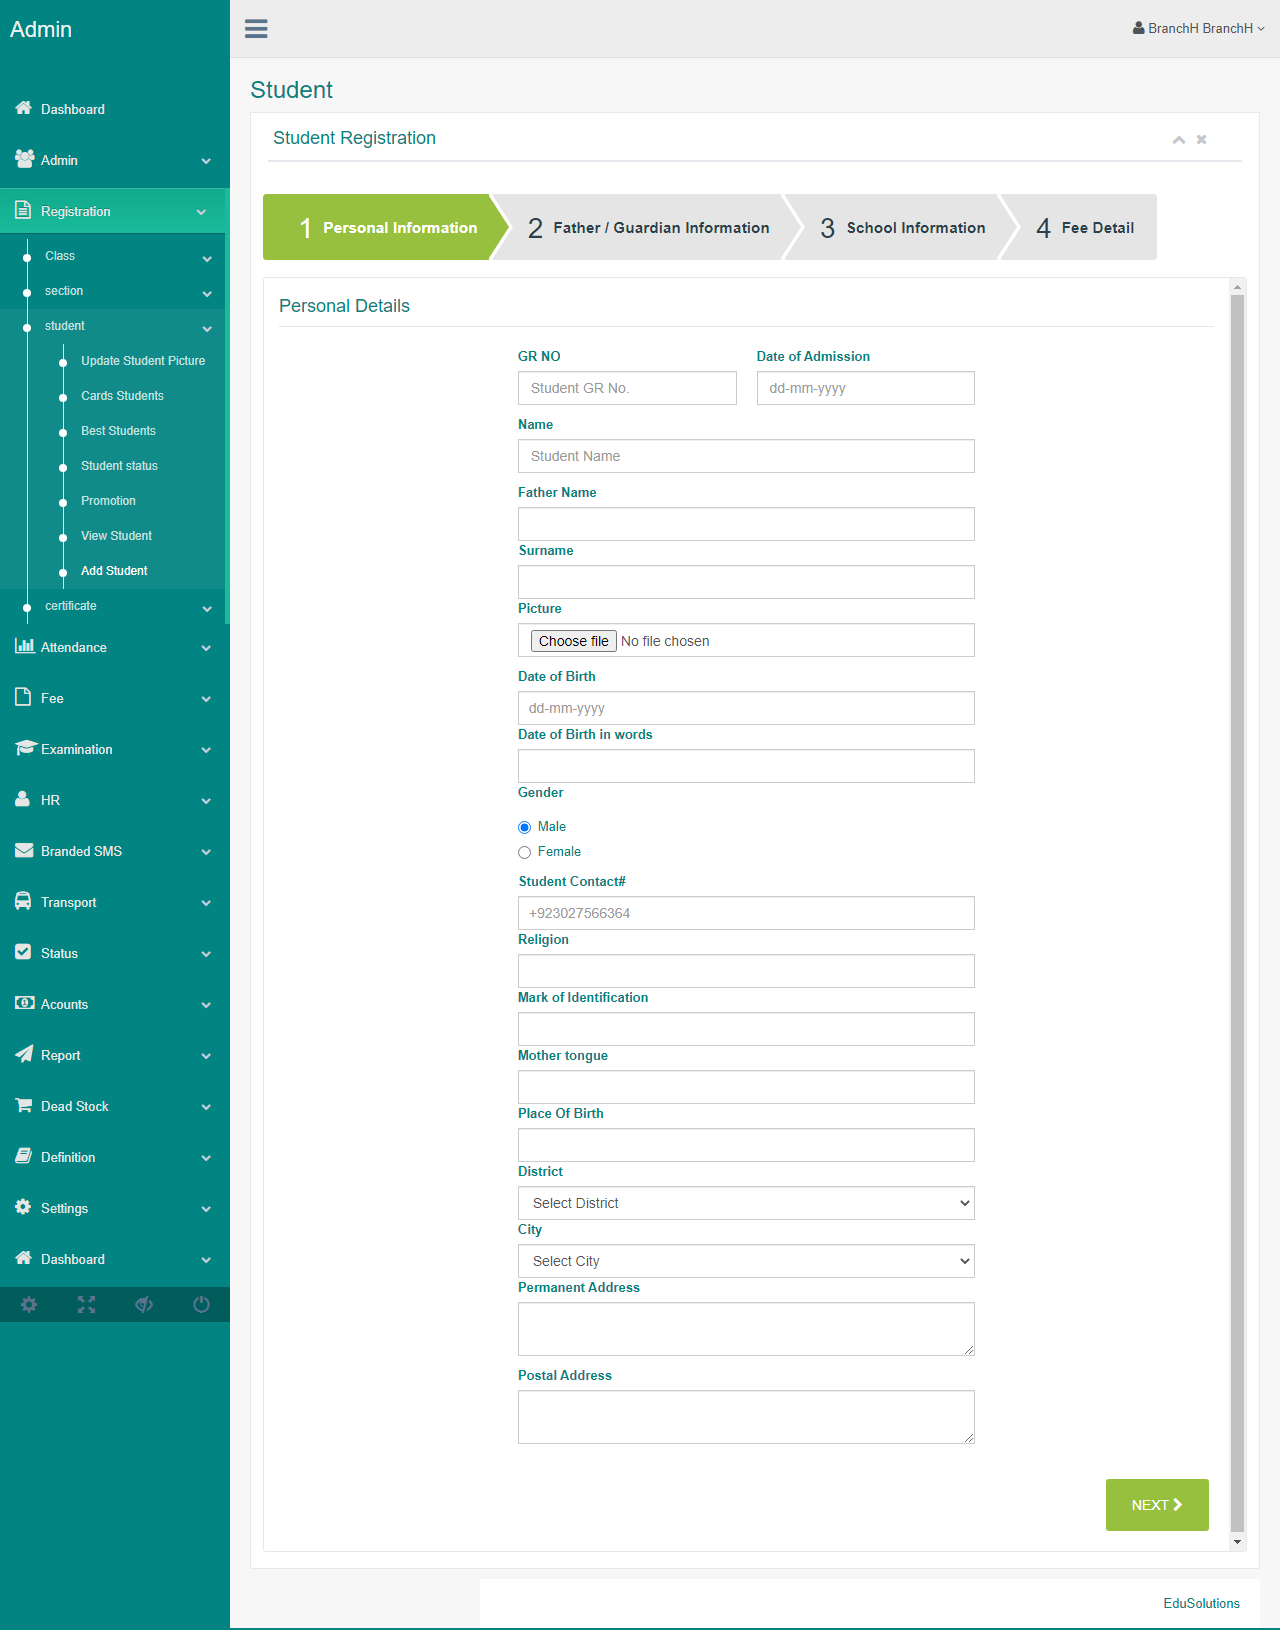 Admin
BranchH BranchH
Dashboard
Admin
Registration
Class
section
student
Update Student Picture
Cards Students
Best Students
Student status
Promotion
View Student
Add Student
certificate
Attendance
Fee
Examination
HR
Branded SMS
Transport
Status
Acounts
Report
Dead Stock
Definition
Settings
Dashboard
Student
Student Registration
1 Personal Information
2 Father / Guardian Information
3 School Information
4 Fee Detail
Personal Details
GR NO
Student GR No.
Date of Admission
dd-mm-yyyy
Name
Student Name
Father Name
Surname
Picture
Choose file No file chosen
Date of Birth
dd-mm-yyyy
Date of Birth in words
Gender
Male
Female
Student Contact#
+923027566364
Religion
Mark of Identification
Mother tongue
Place Of Birth
District
Select District
City
Select City
Permanent Address
Postal Address
NEXT
EduSolutions